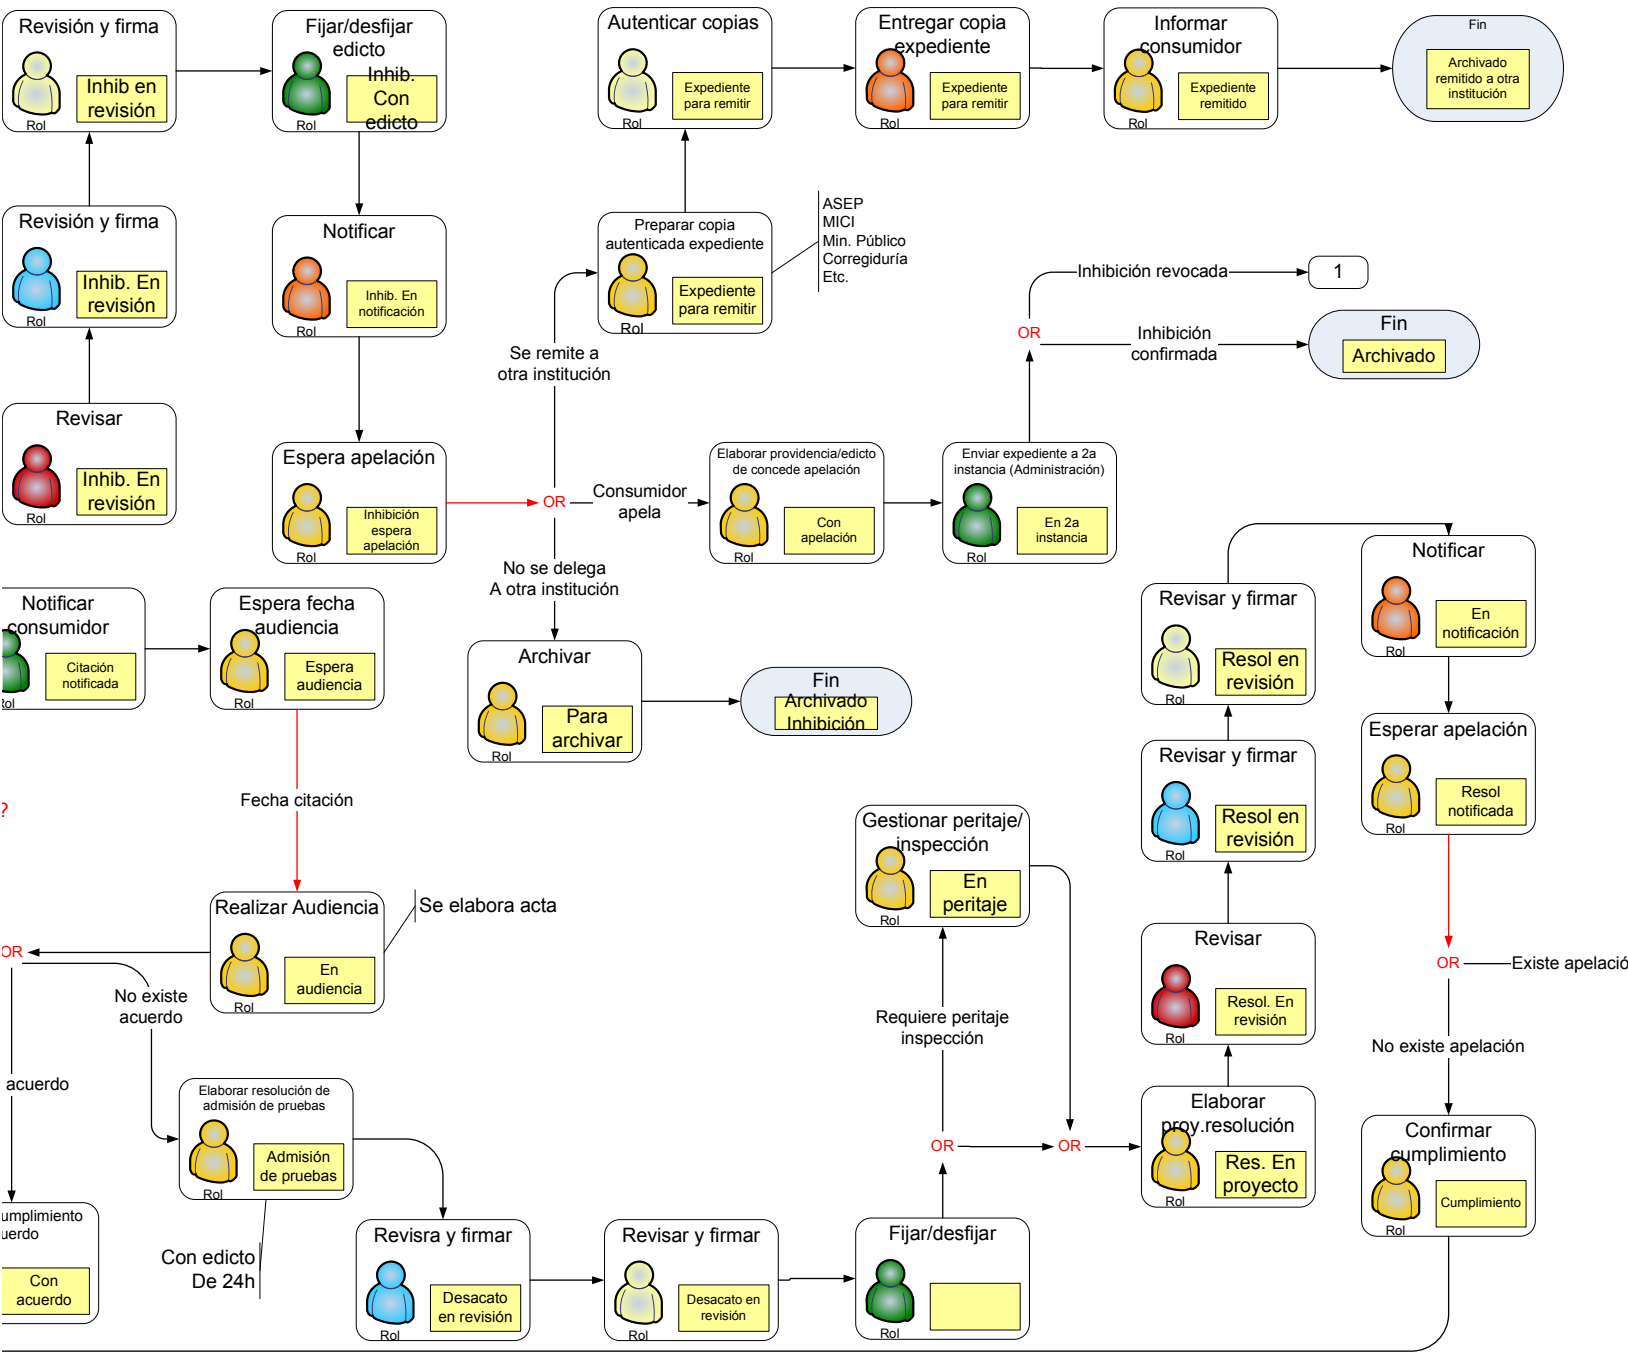 Revisión y firma
Inhib en
revisión
Rol
Fijar/desfijar
edicto
Inhib.
Con
edicto
Rol
Autenticar copias
Expediente
para remitir
Rol
Entregar copia
expediente
Expediente
para remitir
Rol
Informar
consumidor
Expediente
remitido
Rol
Fin
Archivado
remitido a otra
institución
Revisión y firma
Inhib. En
revisión
Rol
Notificar
Inhib. En
notificación
Rol
Preparar copia
autenticada expediente
Expediente
para remitir
Rol
ASEP
MICI
Min. Público
Corregiduría
Etc.
Inhibición revocada
1
OR
Inhibición
confirmada
Fin
Archivado
Se remite a
otra institución
Revisar
Inhib. En
revisión
Rol
Espera apelación
Inhibición
espera
apelación
Rol
OR
Consumidor
apela
Elaborar providencia/edicto
de concede apelación
Con
apelación
Rol
Enviar expediente a 2a
instancia (Administración)
En 2a
instancia
Rol
No se delega
A otra institución
Notificar
consumidor
Citación
notificada
Rol
Espera fecha
audiencia
Espera
audiencia
Rol
Archivar
Para
archivar
Rol
Fin
Archivado
Inhibición
Revisar y firmar
Resol en
revisión
Rol
Notificar
En
notificación
Rol
Fecha citación
?
Revisar y firmar
Resol en
revisión
Rol
Esperar apelación
Resol
notificada
Rol
Gestionar peritaje/
inspección
En
peritaje
Rol
Realizar Audiencia
En
audiencia
Rol
Se elabora acta
OR
No existe
acuerdo
acuerdo
Revisar
Resol. En
revisión
Rol
OR
Existe apelació
Requiere peritaje
inspección
No existe apelación
Elaborar resolución de
admisión de pruebas
Admisión
de pruebas
Rol
OR
OR
Elaborar
proy.resolución
Res. En
proyecto
Rol
Confirmar
cumplimiento
Cumplimiento
Rol
umplimiento
uerdo
Con
acuerdo
Con edicto
De 24h
Revisra y firmar
Desacato
en revisión
Rol
Revisar y firmar
Desacato en
revisión
Rol
Fijar/desfijar
Rol